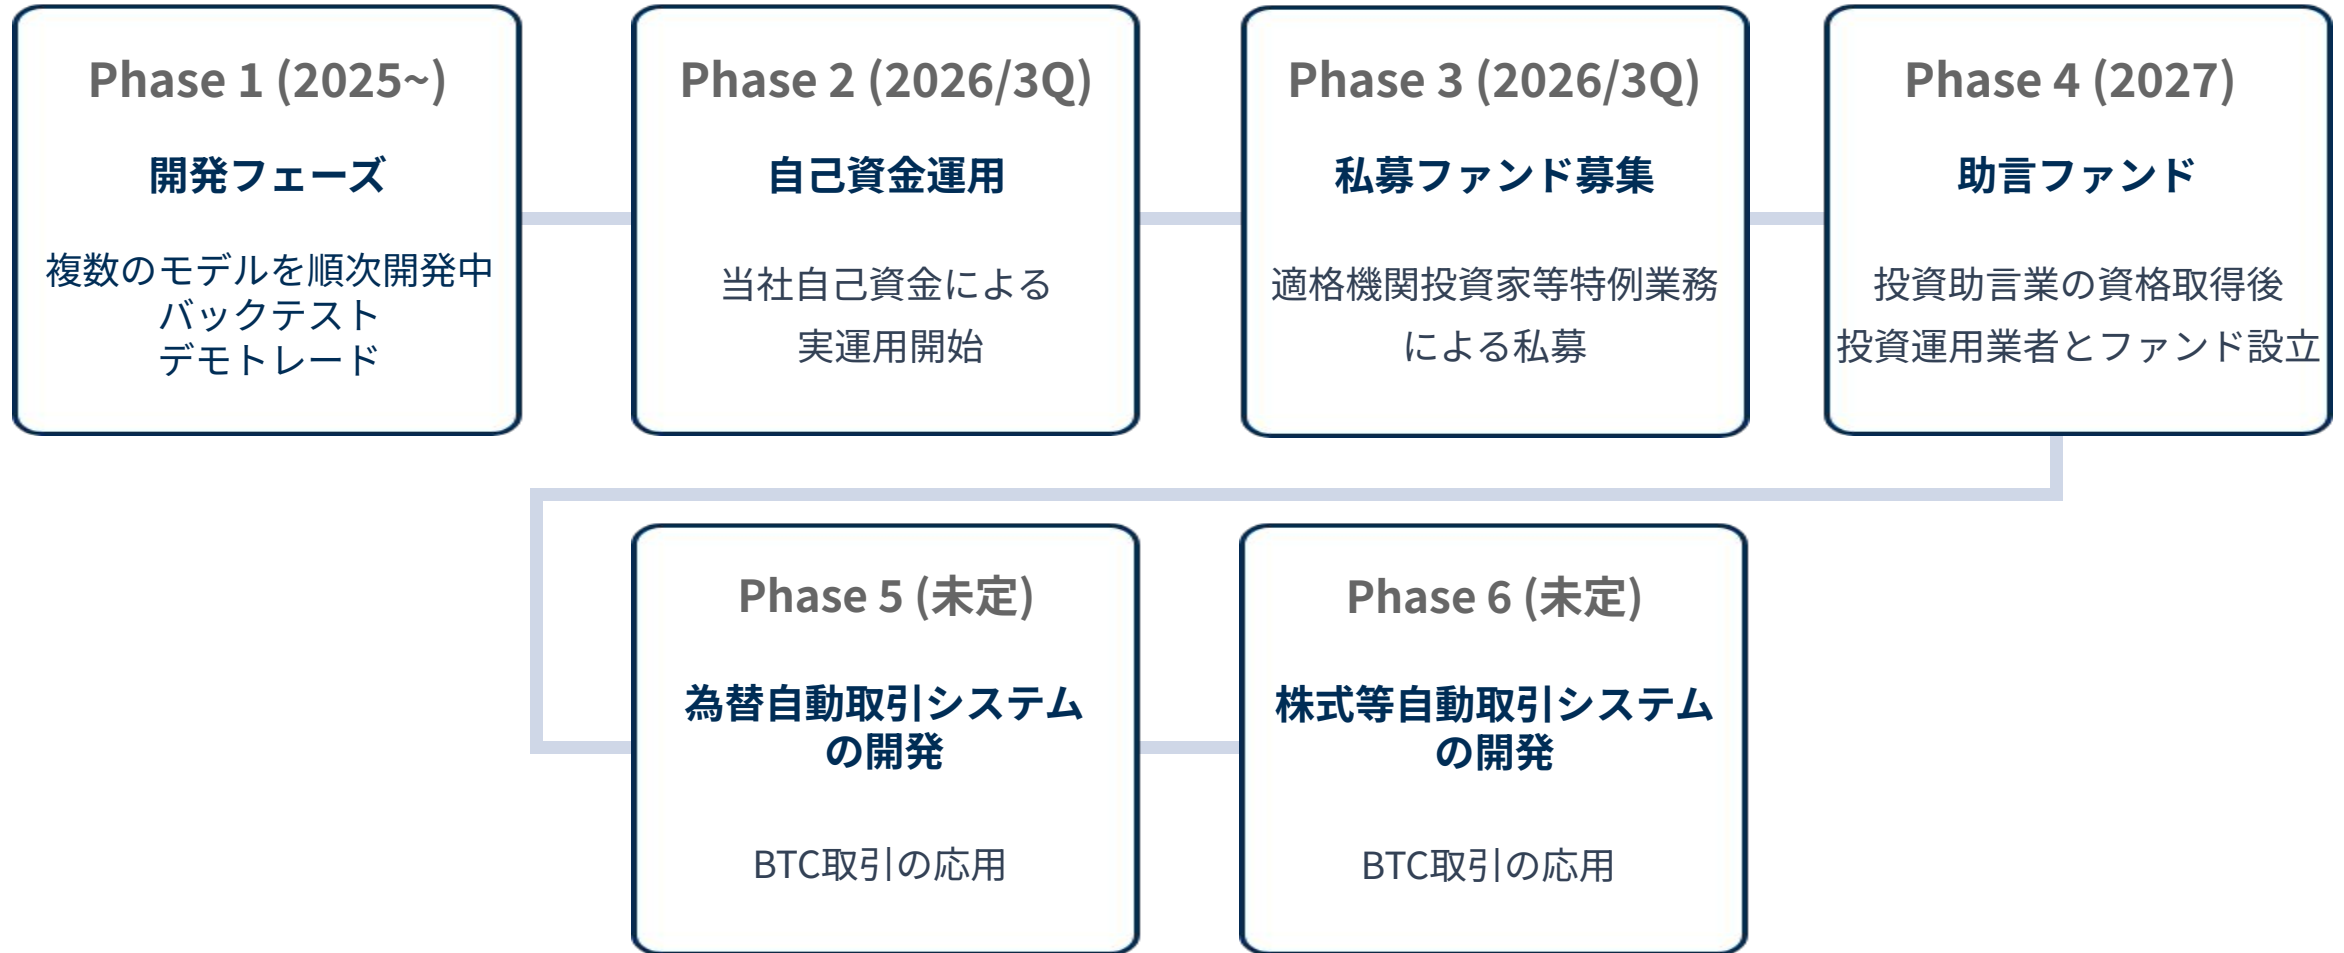 Phase 1 (2025~)
開発フェーズ
複数のモデルを順次開発中
バックテスト
デモトレード
Phase 2 (2026/3Q)
自己資金運用
当社自己資金による
実運用開始
Phase 3 (2026/3Q)
私募ファンド募集
適格機関投資家等特例業務
による私募
Phase 4 (2027)
助言ファンド
投資助言業の資格取得後
投資運用業者とファンド設立
Phase 5 (未定)
為替自動取引システム
の開発
BTC取引の応用
Phase 6 (未定)
株式等自動取引システム
の開発
BTC取引の応用